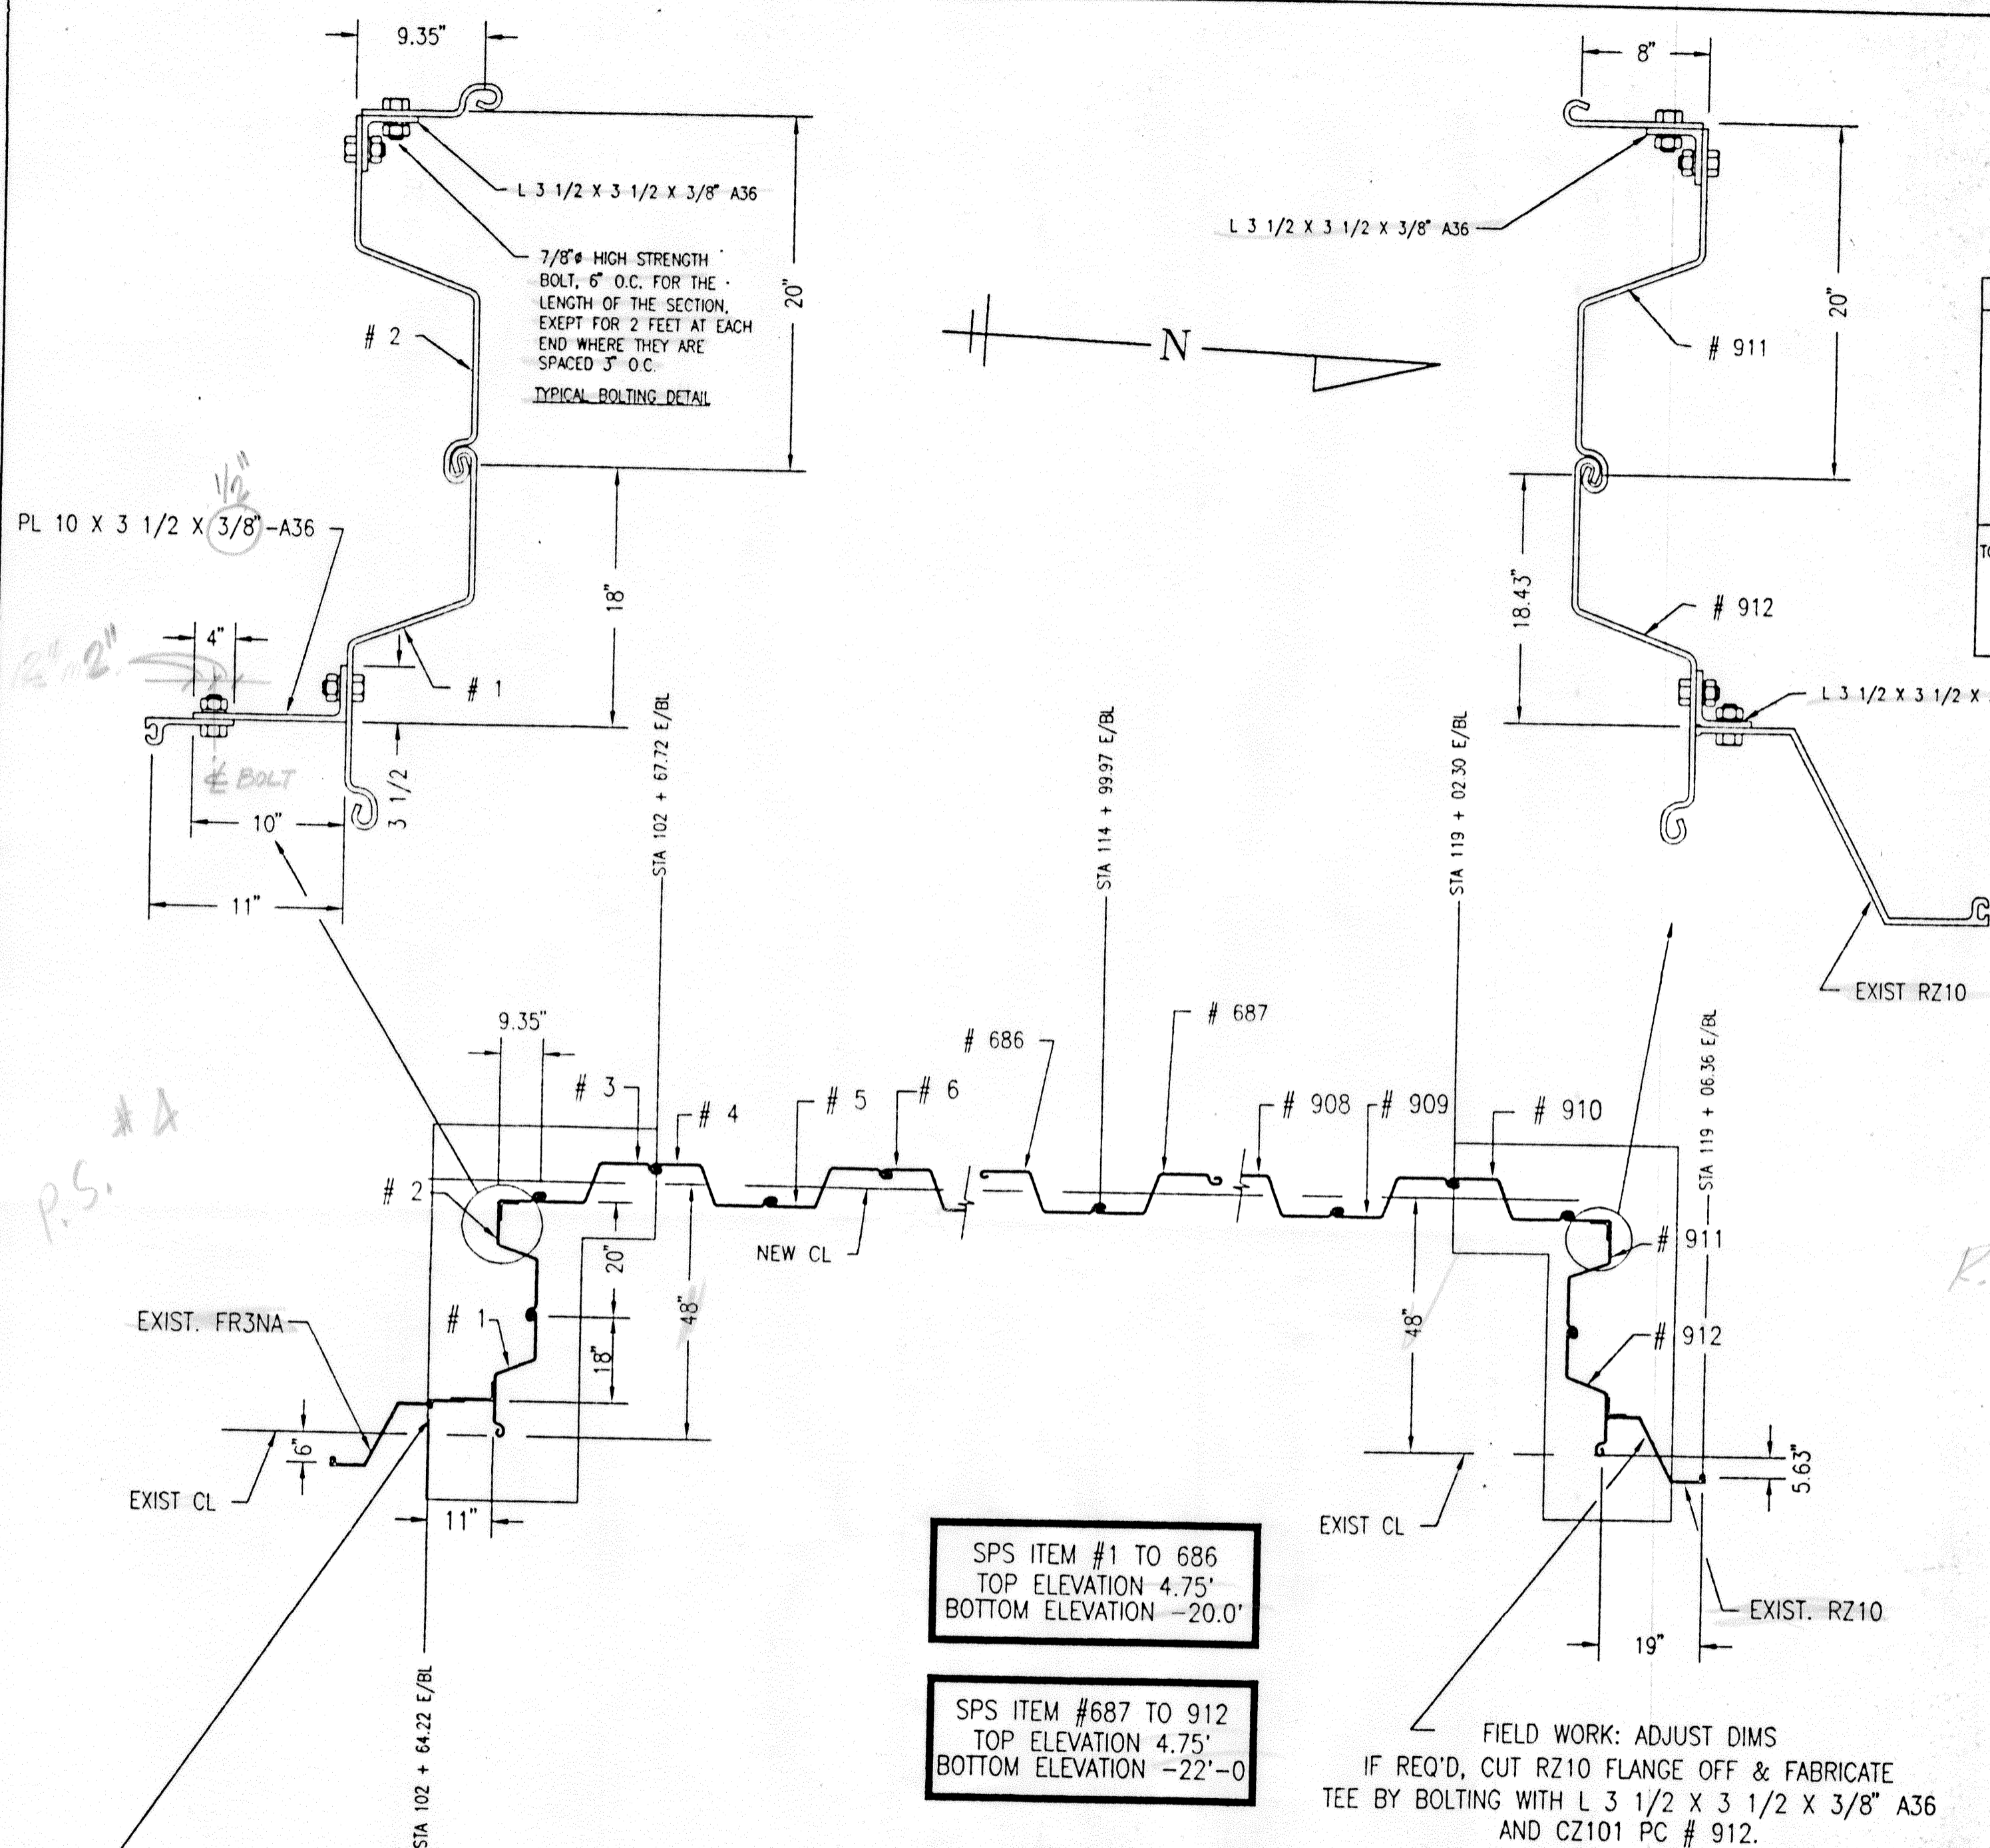 9.35"
8"
L 3 1/2 X 3 1/2 X 3/8" A36
7/8"ø HIGH STRENGTH
BOLT, 6" O.C. FOR THE
LENGTH OF THE SECTION,
EXEPT FOR 2 FEET AT EACH
END WHERE THEY ARE
SPACED 3" O.C.
TYPICAL BOLTING DETAIL
20"
# 2
L 3 1/2 X 3 1/2 X 3/8" A36
20"
# 911
N
1/2"
PL 10 X 3 1/2 X 3/8"-A36
18"
18.43"
# 912
4"
2"
# 1
L 3 1/2 X 3 1/2 X
℄ BOLT
3 1/2
10"
11"
STA 102 + 67.72 E/BL
STA 114 + 99.97 E/BL
STA 119 + 02.30 E/BL
EXIST RZ10
STA 119 + 06.36 E/BL
9.35"
# 3
# 4
# 5
# 6
# 686
# 687
# 908
# 909
# 910
P.S.
# 2
NEW CL
20"
48"
48"
# 911
EXIST. FR3NA
# 1
18"
# 912
6"
5.63"
EXIST CL
11"
EXIST CL
SPS ITEM #1 TO 686
TOP ELEVATION 4.75'
BOTTOM ELEVATION -20.0'
EXIST. RZ10
19"
STA 102 + 64.22 E/BL
SPS ITEM #687 TO 912
TOP ELEVATION 4.75'
BOTTOM ELEVATION -22'-0
FIELD WORK: ADJUST DIMS
IF REQ'D, CUT RZ10 FLANGE OFF & FABRICATE
TEE BY BOLTING WITH L 3 1/2 X 3 1/2 X 3/8" A36
AND CZ101 PC # 912.